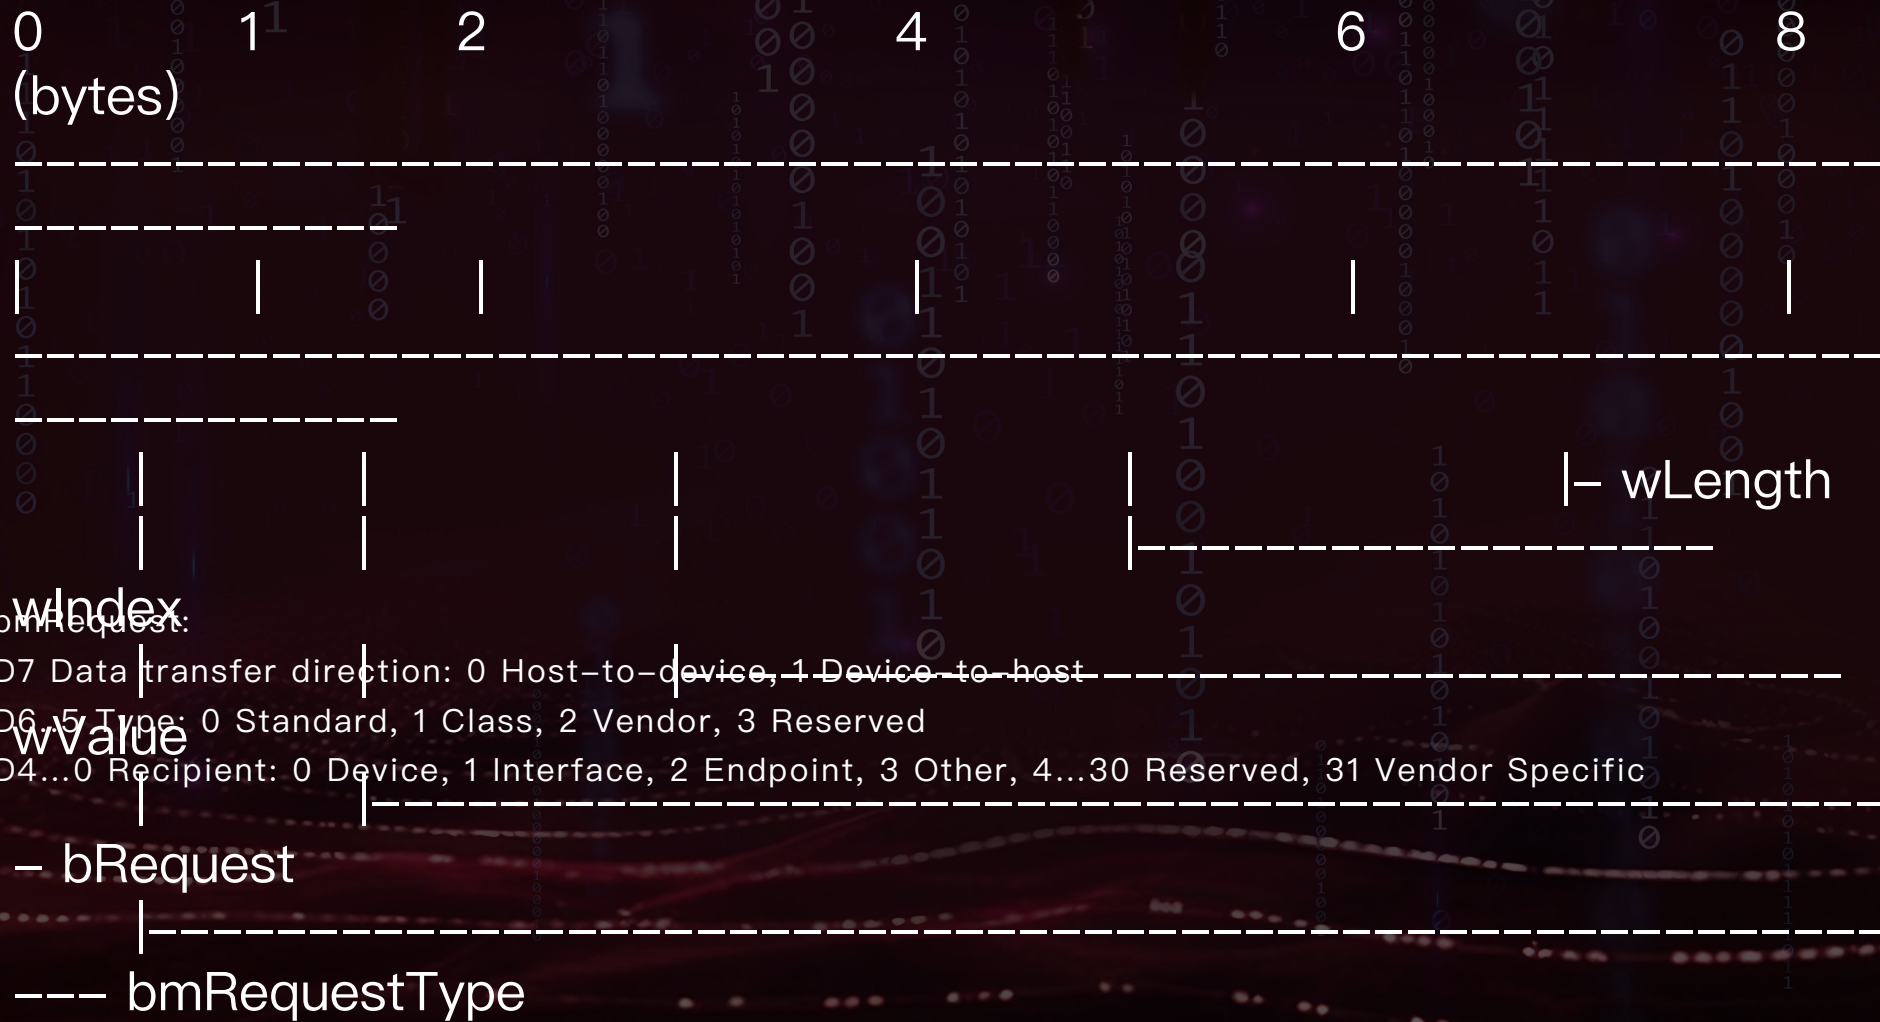 0 1 2 4 6 8
(bytes)
- wLength
wIndex
bmRequest:
D7 Data transfer direction: 0 Host-to-device, 1 Device-to-host
D6..5 Type: 0 Standard, 1 Class, 2 Vendor, 3 Reserved
wValue
D4...0 Recipient: 0 Device, 1 Interface, 2 Endpoint, 3 Other, 4...30 Reserved, 31 Vendor Specific
- bRequest
--- bmRequestType